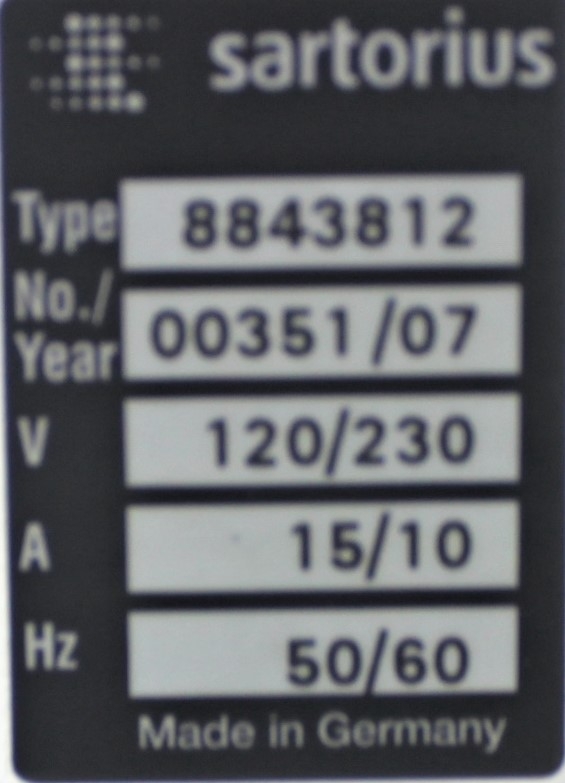 sartorius
Type 8843812
No./
Year 00351/07
V 120/230
A 15/10
Hz 50/60
Made in Germany